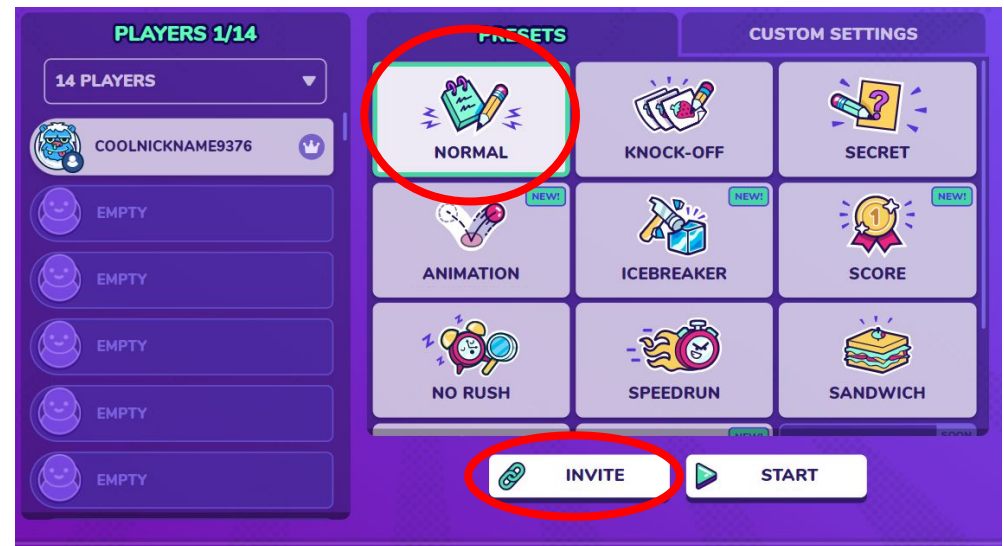 PLAYERS 1/14
14 PLAYERS
COOLNICKNAME9376
EMPTY
EMPTY
EMPTY
EMPTY
EMPTY
PRESETS
CUSTOM SETTINGS
NORMAL
KNOCK-OFF
SECRET
NEW!
ANIMATION
NEW!
ICEBREAKER
NEW!
1
SCORE
NO RUSH
SPEEDRUN
SANDWICH
NEW!
SOON
INVITE
START